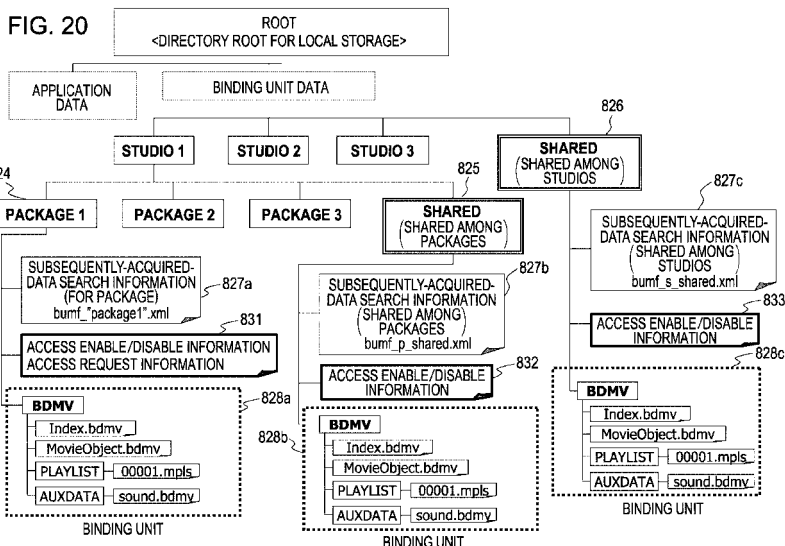 FIG. 20
ROOT
<DIRECTORY ROOT FOR LOCAL STORAGE>
APPLICATION
DATA
BINDING UNIT DATA
826
STUDIO 1
STUDIO 2
STUDIO 3
SHARED
(SHARED AMONG
STUDIOS)
24
825
827c
PACKAGE 1
PACKAGE 2
PACKAGE 3
SHARED
(SHARED AMONG
PACKAGES)
SUBSEQUENTLY-ACQUIRED-
DATA SEARCH INFORMATION
(SHARED AMONG
STUDIOS)
bumf_s_shared.xml
SUBSEQUENTLY-ACQUIRED-
DATA SEARCH INFORMATION
(FOR PACKAGE)
bumf_"package1".xml
827a
827b
SUBSEQUENTLY-ACQUIRED-
DATA SEARCH INFORMATION
(SHARED AMONG
PACKAGES)
bumf_p_shared.xml
831
ACCESS ENABLE/DISABLE INFORMATION
ACCESS REQUEST INFORMATION
832
ACCESS ENABLE/DISABLE
INFORMATION
833
ACCESS ENABLE/DISABLE
INFORMATION
828a
BDMV
Index.bdmv
MovieObject.bdmv
PLAYLIST
00001.mpls
AUXDATA
sound.bdmv
BINDING UNIT
828b
BDMV
Index.bdmv
MovieObject.bdmv
PLAYLIST
00001.mpls
AUXDATA
sound.bdmv
BINDING UNIT
828c
BDMV
Index.bdmv
MovieObject.bdmv
PLAYLIST
00001.mpls
AUXDATA
sound.bdmv
BINDING UNIT